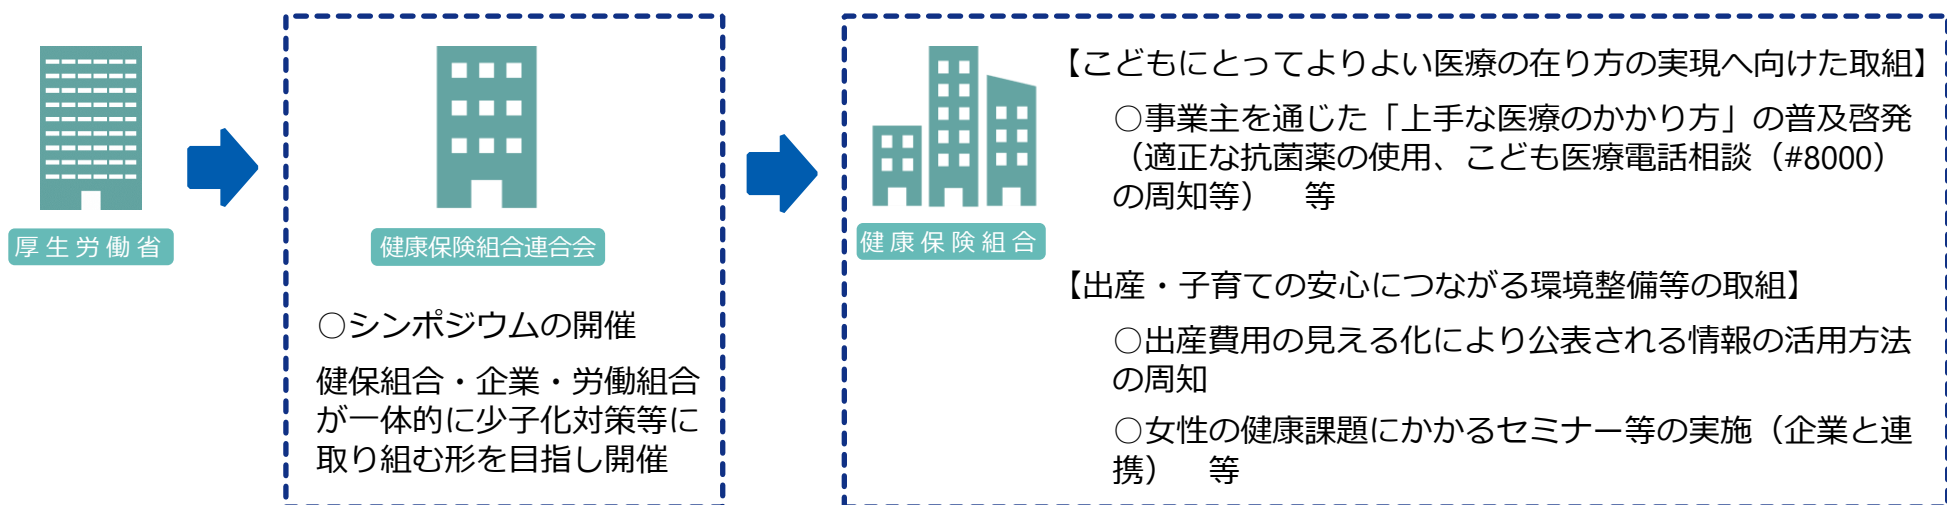 厚生労働省
健康保険組合連合会
○シンポジウムの開催
健保組合・企業・労働組合
が一体的に少子化対策等に
取り組む形を目指し開催
健康保険組合
【こどもにとってよりよい医療の在り方の実現へ向けた取組】
○事業主を通じた「上手な医療のかかり方」の普及啓発
（適正な抗菌薬の使用、こども医療電話相談（#8000）
の周知等）　等
【出産・子育ての安心につながる環境整備等の取組】
○出産費用の見える化により公表される情報の活用方法
の周知
○女性の健康課題にかかるセミナー等の実施（企業と連
携）　等